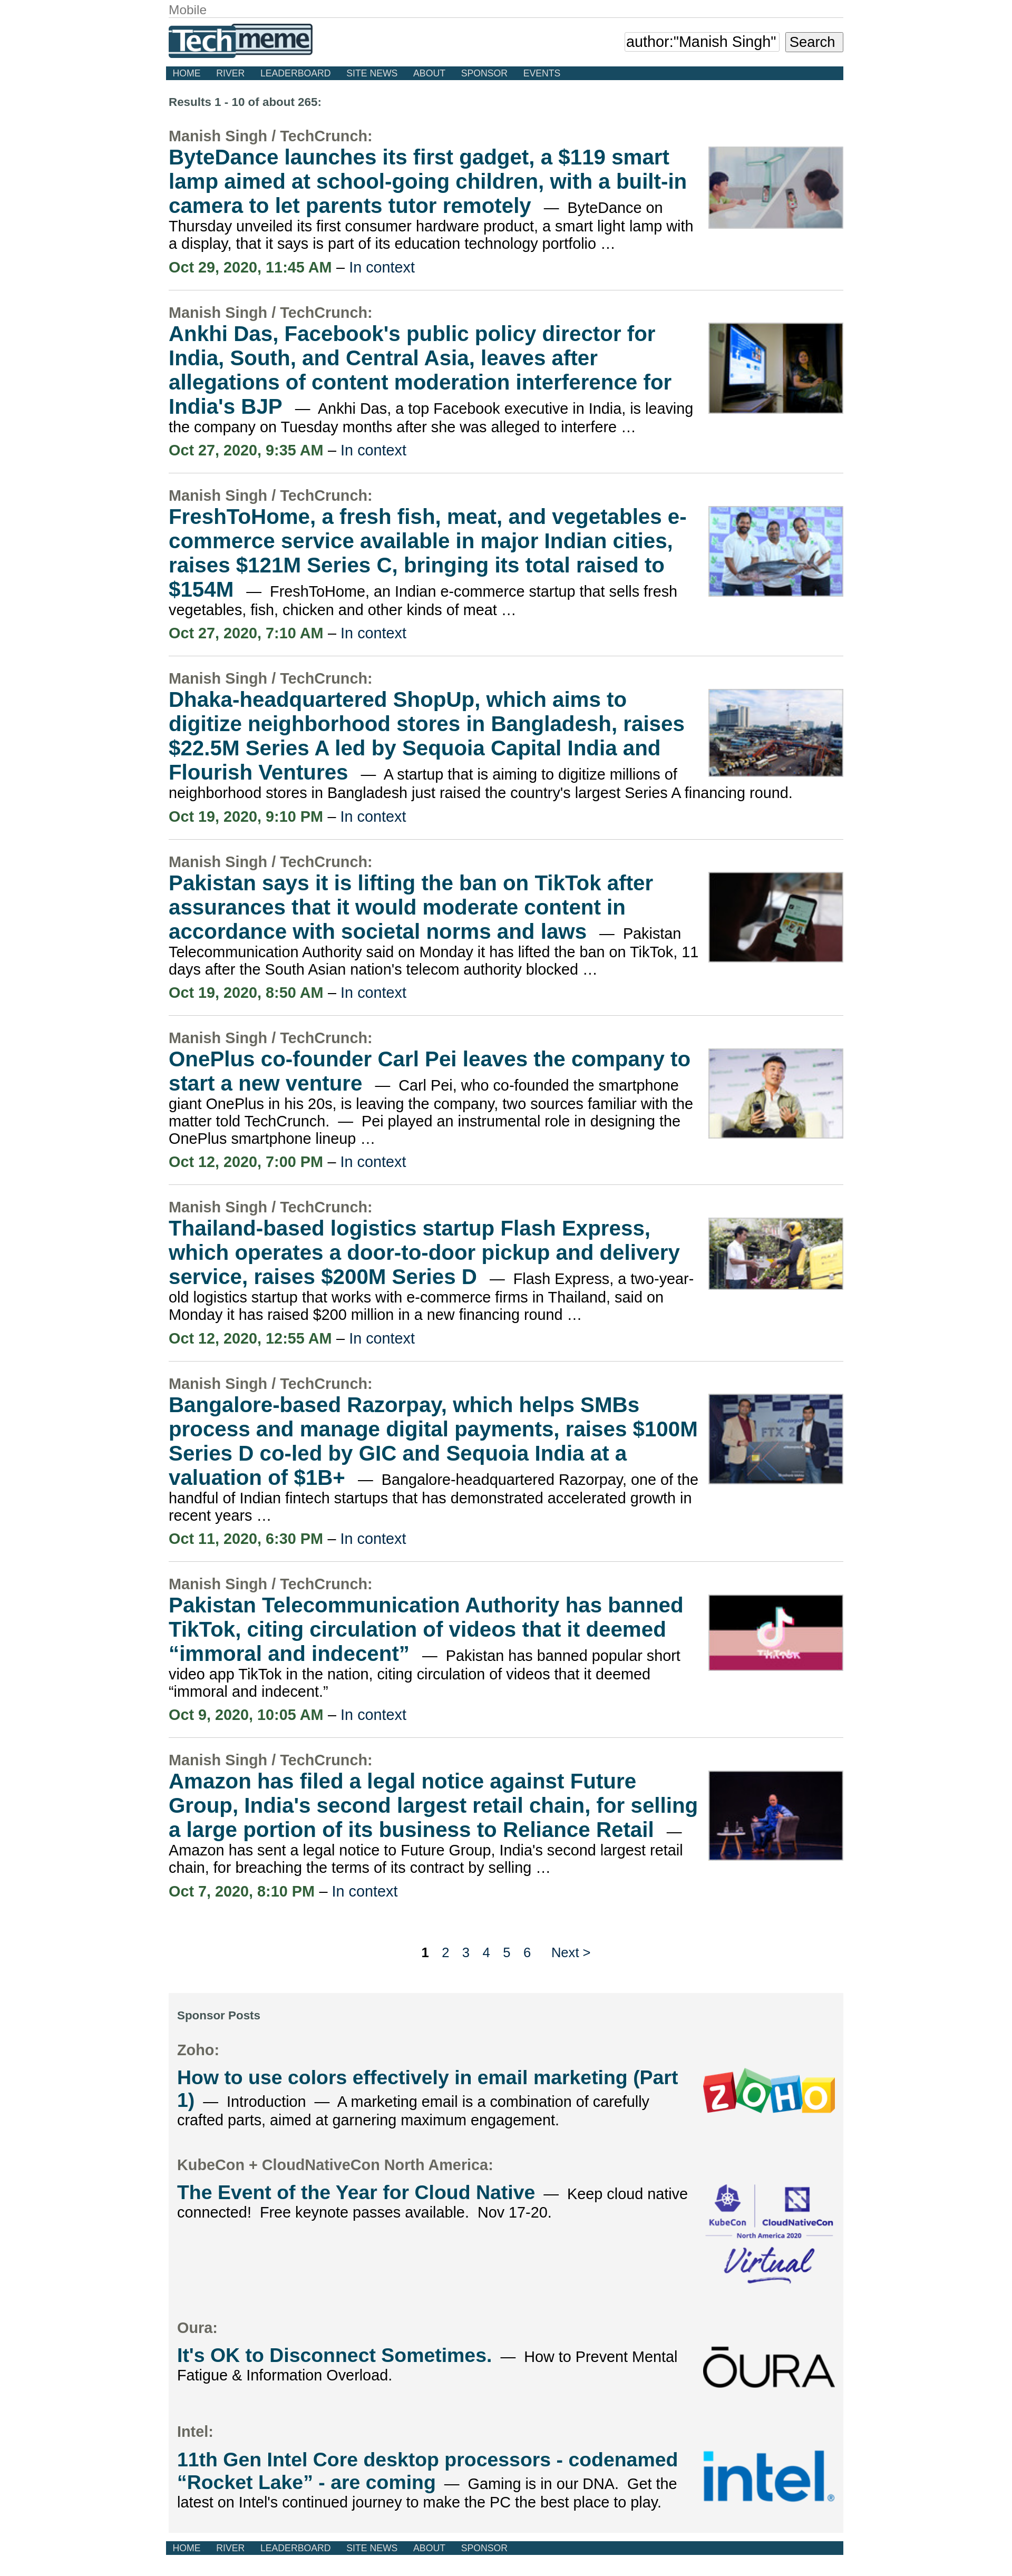 Mobile
Techmeme
author:"Manish Singh"
Search
HOME RIVER LEADERBOARD SITE NEWS ABOUT SPONSOR EVENTS
Results 1 - 10 of about 265:
Manish Singh / TechCrunch:
ByteDance launches its first gadget, a $119 smart
lamp aimed at school-going children, with a built-in
camera to let parents tutor remotely — ByteDance on
Thursday unveiled its first consumer hardware product, a smart light lamp with
a display, that it says is part of its education technology portfolio …
Oct 29, 2020, 11:45 AM – In context
Manish Singh / TechCrunch:
Ankhi Das, Facebook's public policy director for
India, South, and Central Asia, leaves after
allegations of content moderation interference for
India's BJP — Ankhi Das, a top Facebook executive in India, is leaving
the company on Tuesday months after she was alleged to interfere …
Oct 27, 2020, 9:35 AM – In context
Manish Singh / TechCrunch:
FreshToHome, a fresh fish, meat, and vegetables e-
commerce service available in major Indian cities,
raises $121M Series C, bringing its total raised to
$154M — FreshToHome, an Indian e-commerce startup that sells fresh
vegetables, fish, chicken and other kinds of meat …
Oct 27, 2020, 7:10 AM – In context
Manish Singh / TechCrunch:
Dhaka-headquartered ShopUp, which aims to
digitize neighborhood stores in Bangladesh, raises
$22.5M Series A led by Sequoia Capital India and
Flourish Ventures — A startup that is aiming to digitize millions of
neighborhood stores in Bangladesh just raised the country's largest Series A financing round.
Oct 19, 2020, 9:10 PM – In context
Manish Singh / TechCrunch:
Pakistan says it is lifting the ban on TikTok after
assurances that it would moderate content in
accordance with societal norms and laws — Pakistan
Telecommunication Authority said on Monday it has lifted the ban on TikTok, 11
days after the South Asian nation's telecom authority blocked …
Oct 19, 2020, 8:50 AM – In context
Manish Singh / TechCrunch:
OnePlus co-founder Carl Pei leaves the company to
start a new venture — Carl Pei, who co-founded the smartphone
giant OnePlus in his 20s, is leaving the company, two sources familiar with the
matter told TechCrunch. — Pei played an instrumental role in designing the
OnePlus smartphone lineup …
Oct 12, 2020, 7:00 PM – In context
Manish Singh / TechCrunch:
Thailand-based logistics startup Flash Express,
which operates a door-to-door pickup and delivery
service, raises $200M Series D — Flash Express, a two-year-
old logistics startup that works with e-commerce firms in Thailand, said on
Monday it has raised $200 million in a new financing round …
Oct 12, 2020, 12:55 AM – In context
Manish Singh / TechCrunch:
Bangalore-based Razorpay, which helps SMBs
process and manage digital payments, raises $100M
Series D co-led by GIC and Sequoia India at a
valuation of $1B+ — Bangalore-headquartered Razorpay, one of the
handful of Indian fintech startups that has demonstrated accelerated growth in
recent years …
FTX 2
Oct 11, 2020, 6:30 PM – In context
Manish Singh / TechCrunch:
Pakistan Telecommunication Authority has banned
TikTok, citing circulation of videos that it deemed
“immoral and indecent” — Pakistan has banned popular short
video app TikTok in the nation, citing circulation of videos that it deemed
“immoral and indecent.”
TikTok
Oct 9, 2020, 10:05 AM – In context
Manish Singh / TechCrunch:
Amazon has filed a legal notice against Future
Group, India's second largest retail chain, for selling
a large portion of its business to Reliance Retail —
Amazon has sent a legal notice to Future Group, India's second largest retail
chain, for breaching the terms of its contract by selling …
Oct 7, 2020, 8:10 PM – In context
1 2 3 4 5 6 Next >
Sponsor Posts
Zoho:
How to use colors effectively in email marketing (Part
1) — Introduction — A marketing email is a combination of carefully
crafted parts, aimed at garnering maximum engagement.
ZOHO
KubeCon + CloudNativeCon North America:
The Event of the Year for Cloud Native — Keep cloud native
connected! Free keynote passes available. Nov 17-20.
KubeCon CloudNativeCon
North America 2020
Virtual
Oura:
It's OK to Disconnect Sometimes. — How to Prevent Mental
Fatigue & Information Overload.
ŌURA
Intel:
11th Gen Intel Core desktop processors - codenamed
“Rocket Lake” - are coming — Gaming is in our DNA. Get the
latest on Intel's continued journey to make the PC the best place to play.
intel®
HOME RIVER LEADERBOARD SITE NEWS ABOUT SPONSOR